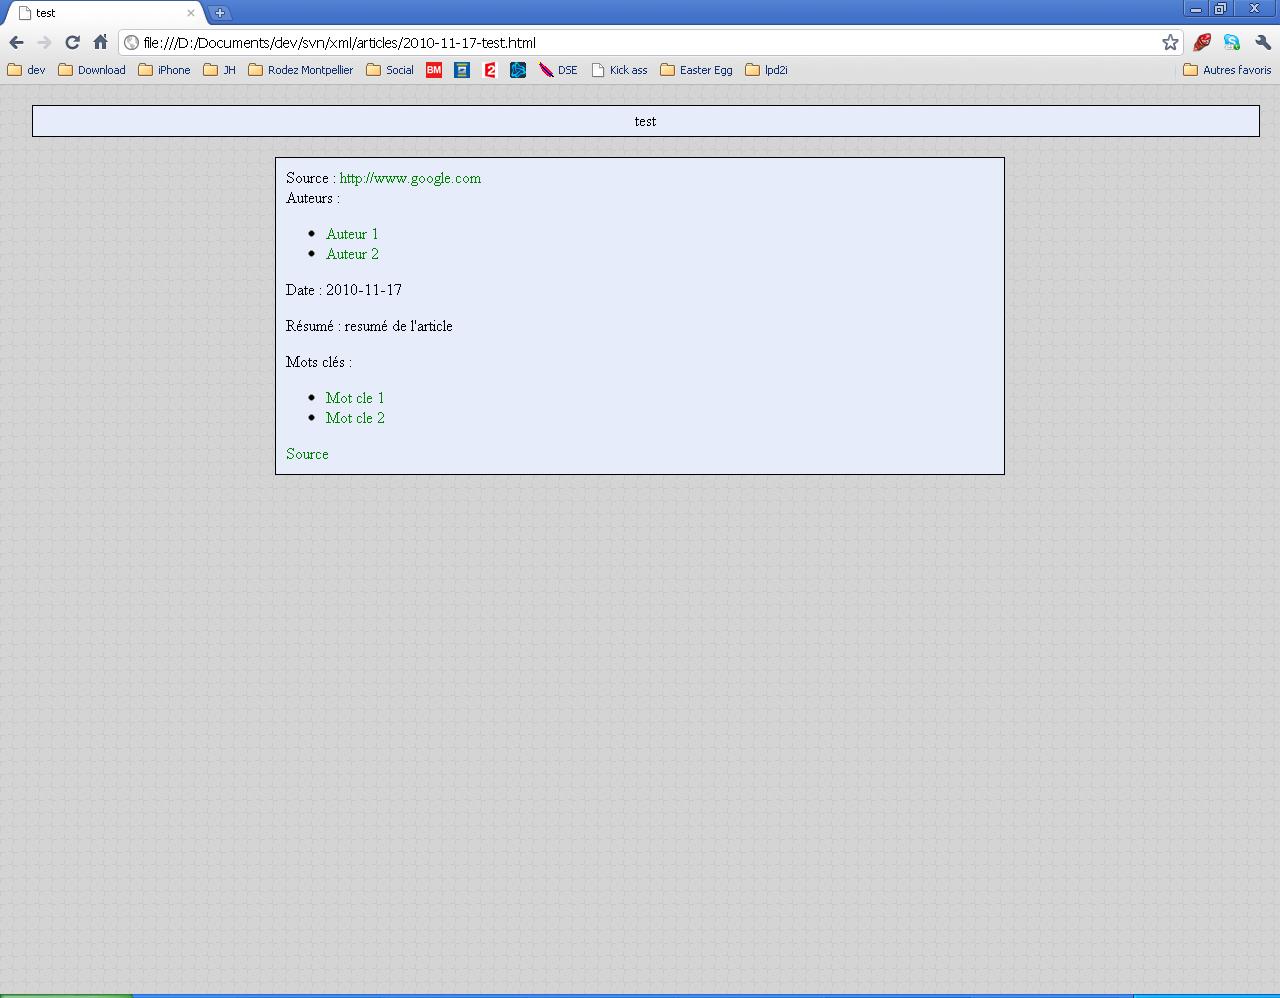 test
file:///D:/Documents/dev/svn/xml/articles/2010-11-17-test.html
dev Download iPhone JH Rodez Montpellier Social BM 2 DSE Kick ass Easter Egg lpd2i Autres favoris
test
Source : http://www.google.com
Auteurs :
Auteur 1
Auteur 2
Date : 2010-11-17
Résumé : resumé de l'article
Mots clés :
Mot cle 1
Mot cle 2
Source